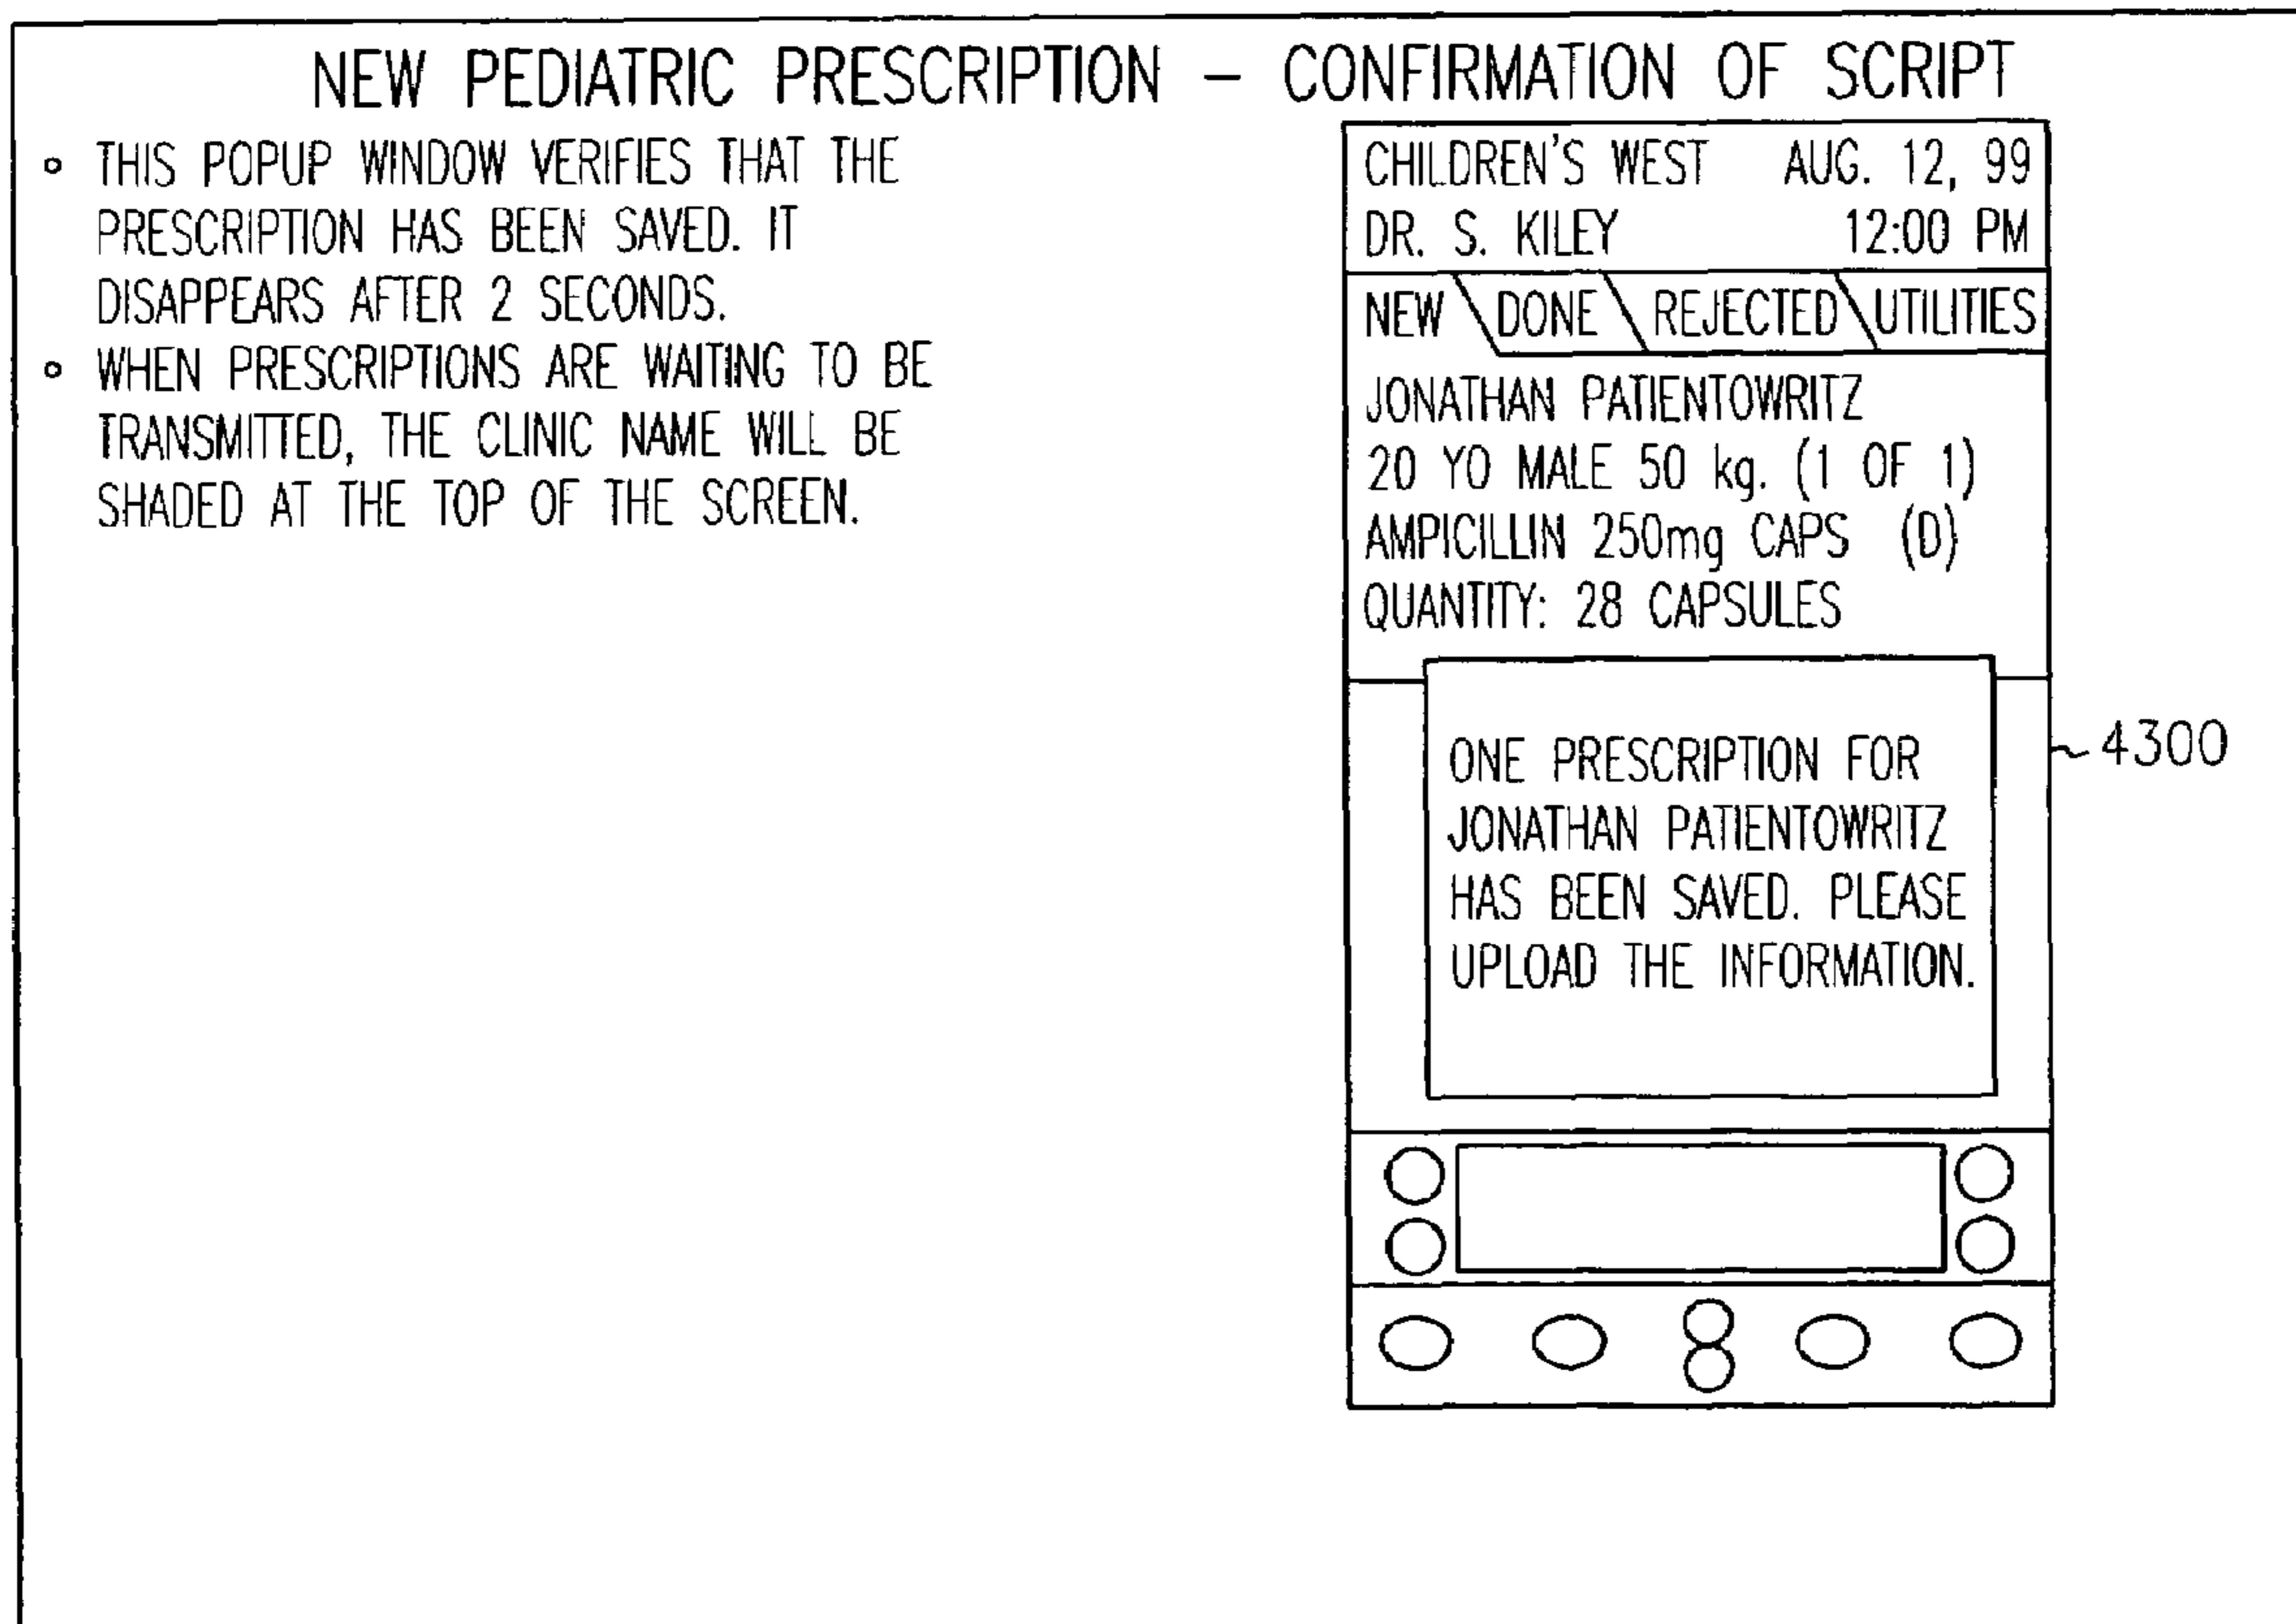 NEW PEDIATRIC PRESCRIPTION – CONFIRMATION OF SCRIPT
∘ THIS POPUP WINDOW VERIFIES THAT THE
PRESCRIPTION HAS BEEN SAVED. IT
DISAPPEARS AFTER 2 SECONDS.
∘ WHEN PRESCRIPTIONS ARE WAITING TO BE
TRANSMITTED, THE CLINIC NAME WILL BE
SHADED AT THE TOP OF THE SCREEN.
CHILDREN'S WEST AUG. 12, 99
DR. S. KILEY 12:00 PM
NEW DONE REJECTED UTILITIES
JONATHAN PATIENTOWRITZ
20 YO MALE 50 kg. (1 OF 1)
AMPICILLIN 250mg CAPS (D)
QUANTITY: 28 CAPSULES
ONE PRESCRIPTION FOR
JONATHAN PATIENTOWRITZ
HAS BEEN SAVED. PLEASE
UPLOAD THE INFORMATION.
4300